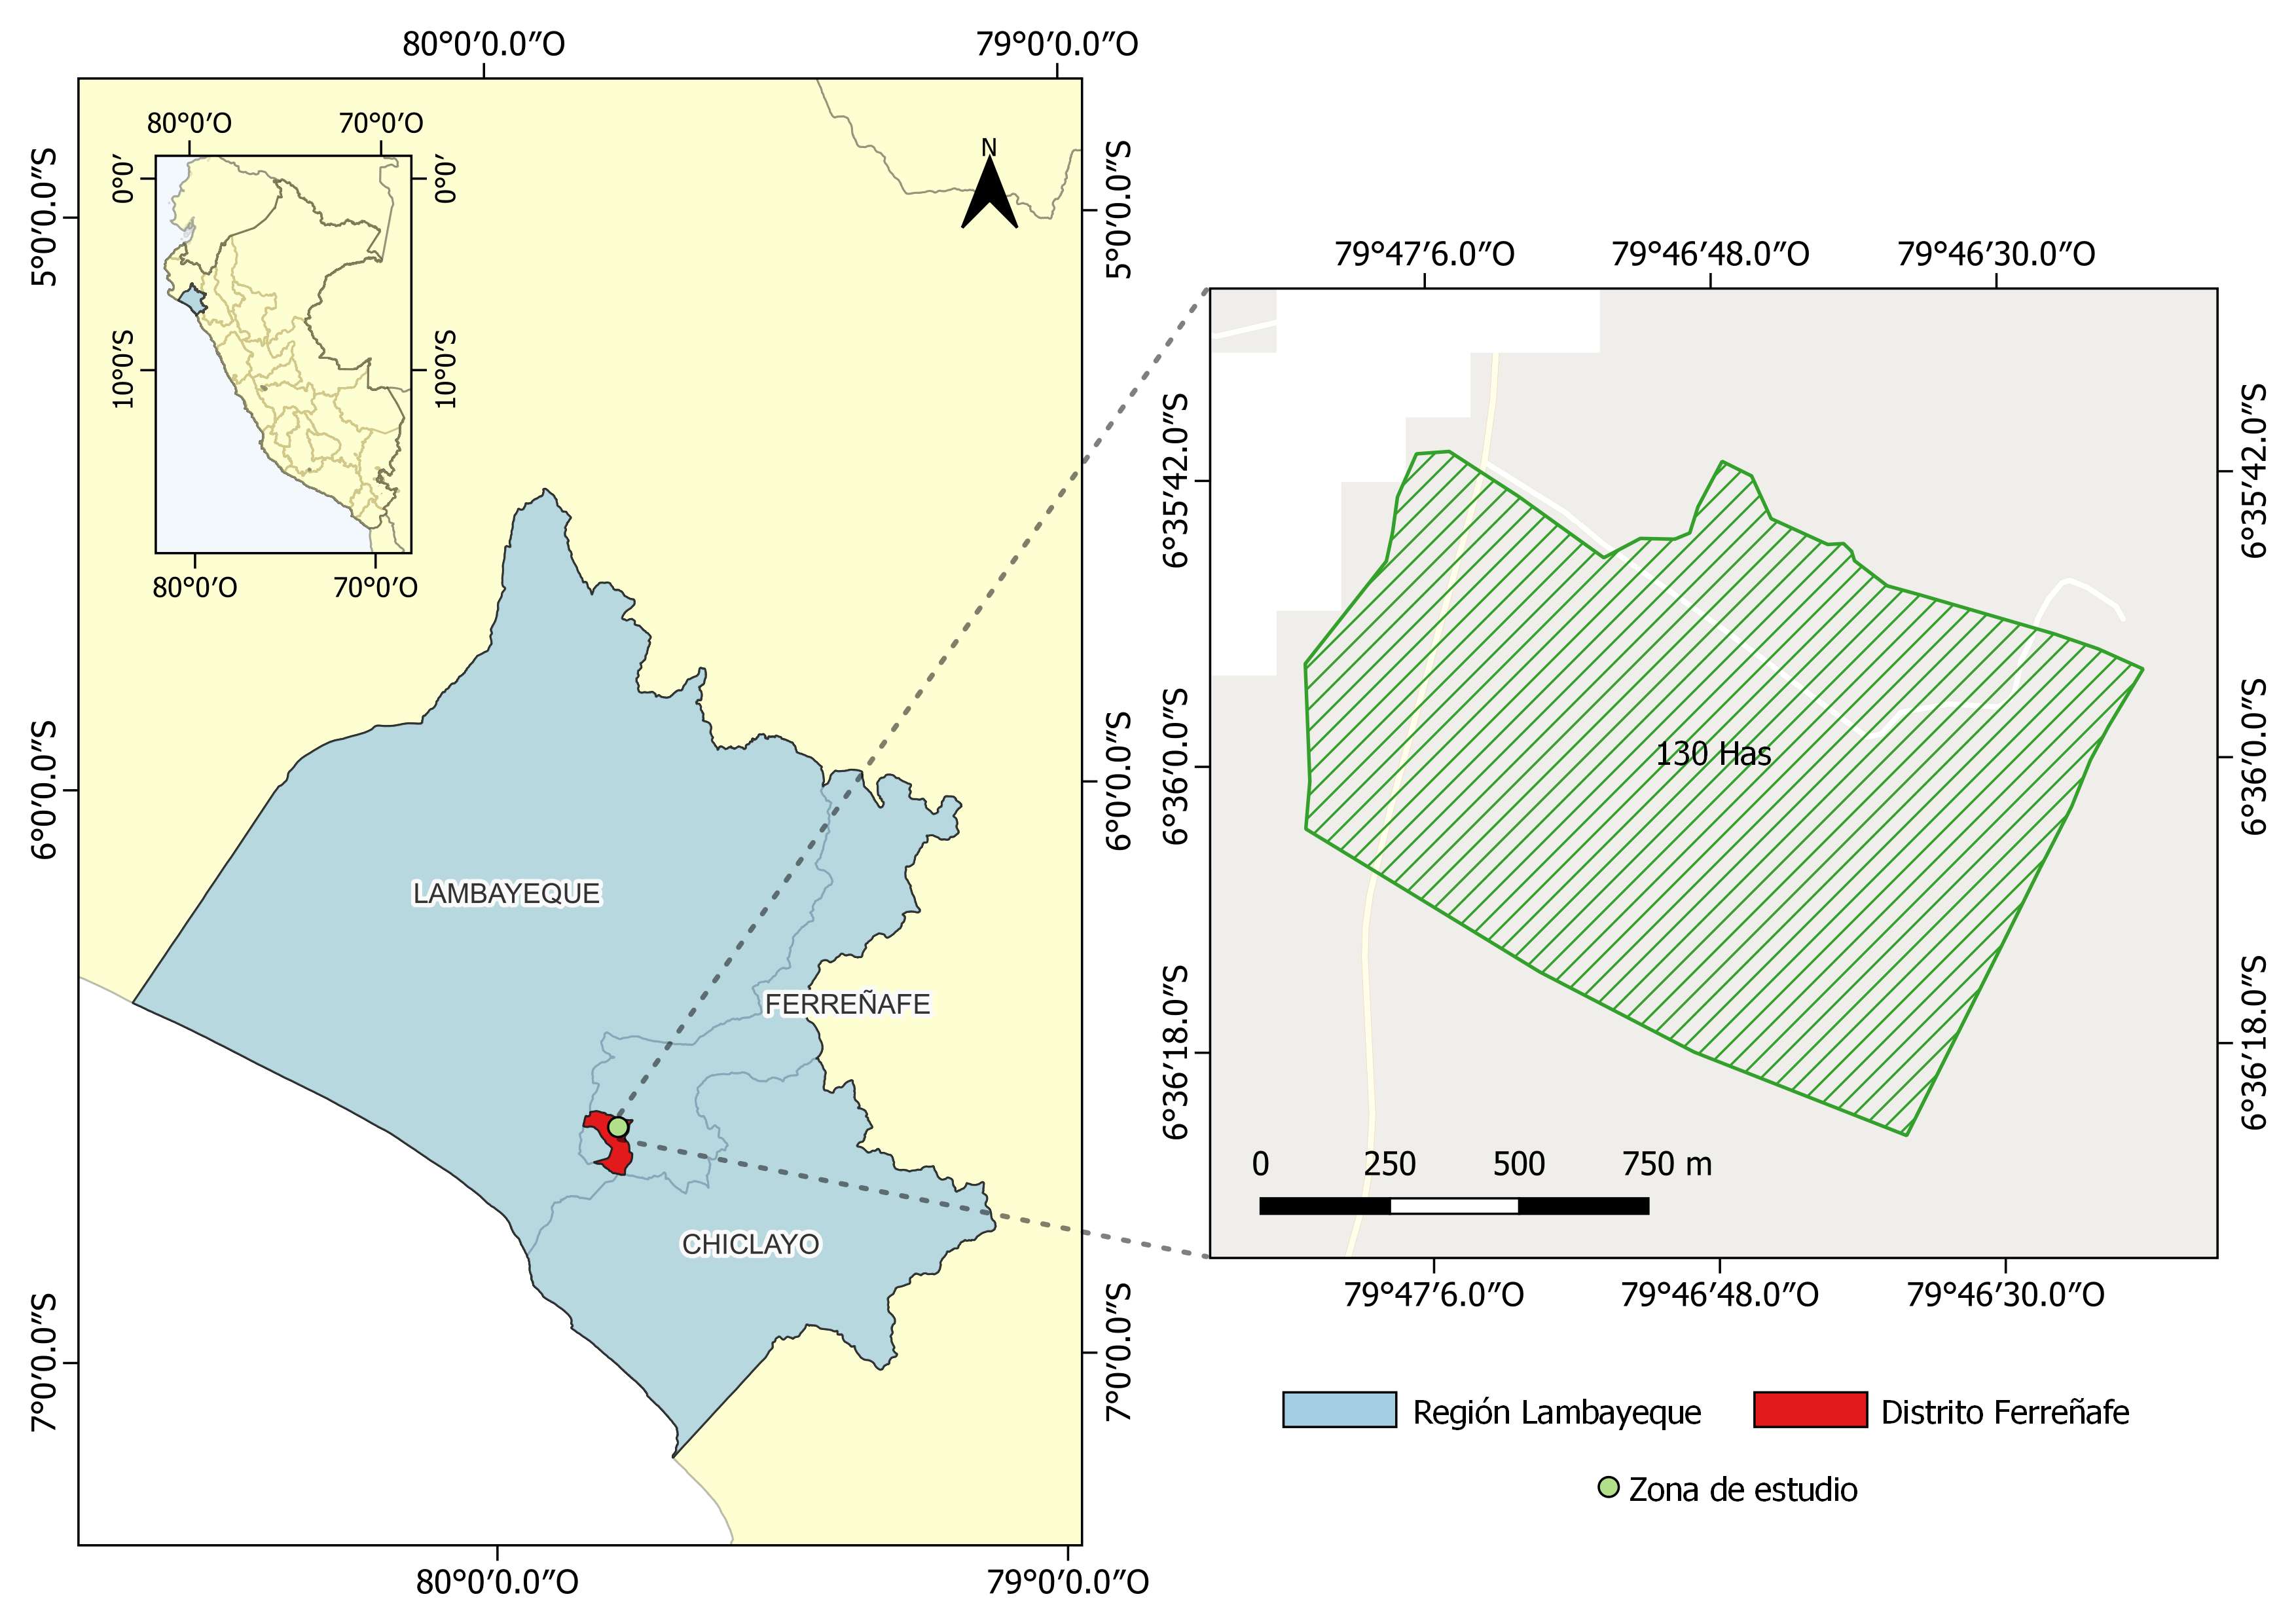 80°0′0.0″O
79°0′0.0″O
80°0′O
70°0′O
0°0′
0°0′
10°0′S
10°0′S
80°0′O
70°0′O
N
5°0′0.0″S
5°0′0.0″S
6°0′0.0″S
6°0′0.0″S
7°0′0.0″S
7°0′0.0″S
LAMBAYEQUE
FERREÑAFE
CHICLAYO
80°0′0.0″O
79°0′0.0″O
79°47′6.0″O
79°46′48.0″O
79°46′30.0″O
6°35′42.0″S
6°35′42.0″S
6°36′0.0″S
6°36′0.0″S
6°36′18.0″S
6°36′18.0″S
130 Has
0 250 500 750 m
79°47′6.0″O
79°46′48.0″O
79°46′30.0″O
Región Lambayeque
Distrito Ferreñafe
Zona de estudio